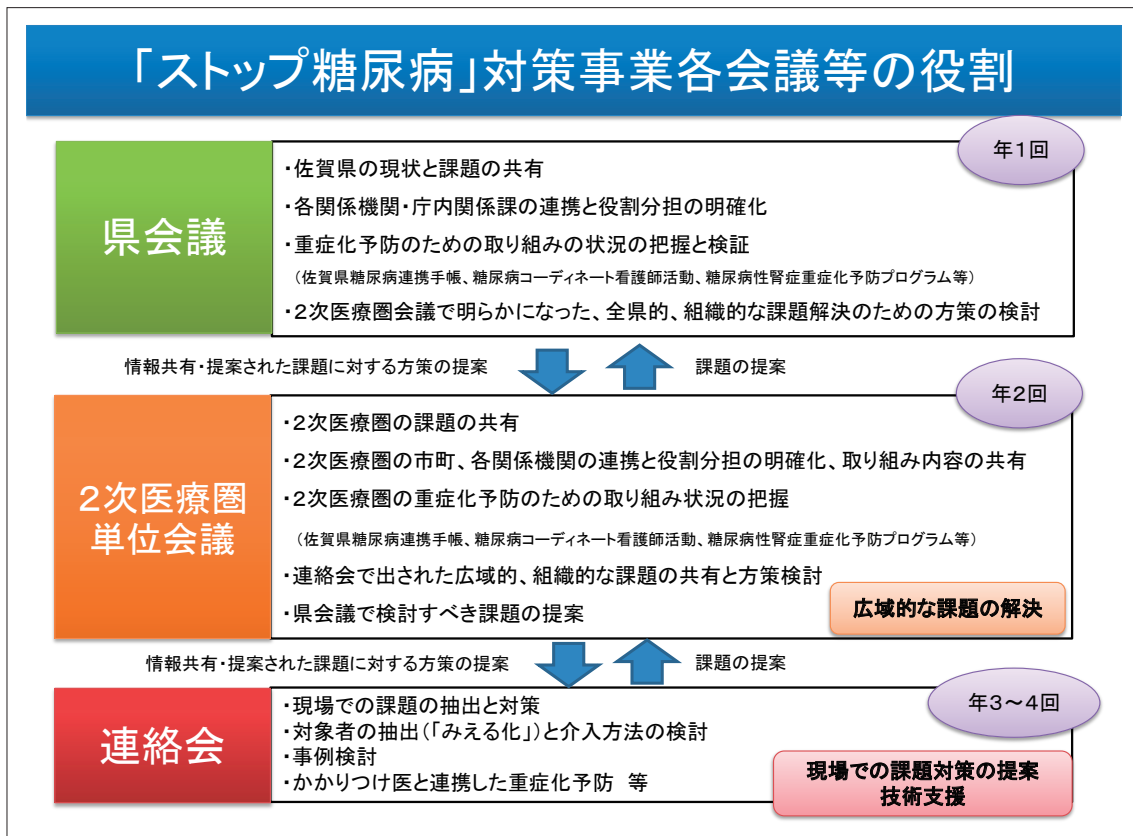 「ストップ糖尿病」対策事業各会議等の役割
年1回
県会議
・佐賀県の現状と課題の共有
・各関係機関・庁内関係課の連携と役割分担の明確化
・重症化予防のための取り組みの状況の把握と検証
（佐賀県糖尿病連携手帳、糖尿病コーディネート看護師活動、糖尿病性腎症重症化予防プログラム等）
・2次医療圏会議で明らかになった、全県的、組織的な課題解決のための方策の検討
情報共有・提案された課題に対する方策の提案
課題の提案
年2回
2次医療圏
単位会議
・2次医療圏の課題の共有
・2次医療圏の市町、各関係機関の連携と役割分担の明確化、取り組み内容の共有
・2次医療圏の重症化予防のための取り組み状況の把握
（佐賀県糖尿病連携手帳、糖尿病コーディネート看護師活動、糖尿病性腎症重症化予防プログラム等）
・連絡会で出された広域的、組織的な課題の共有と方策検討
・県会議で検討すべき課題の提案
広域的な課題の解決
情報共有・提案された課題に対する方策の提案
課題の提案
年3～4回
連絡会
・現場での課題の抽出と対策
・対象者の抽出（「みえる化」）と介入方法の検討
・事例検討
・かかりつけ医と連携した重症化予防　等
現場での課題対策の提案
技術支援